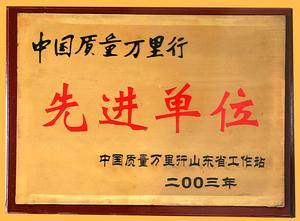 中国质量万里行
先进单位
中国质量万里行山东省工作站
二00三年